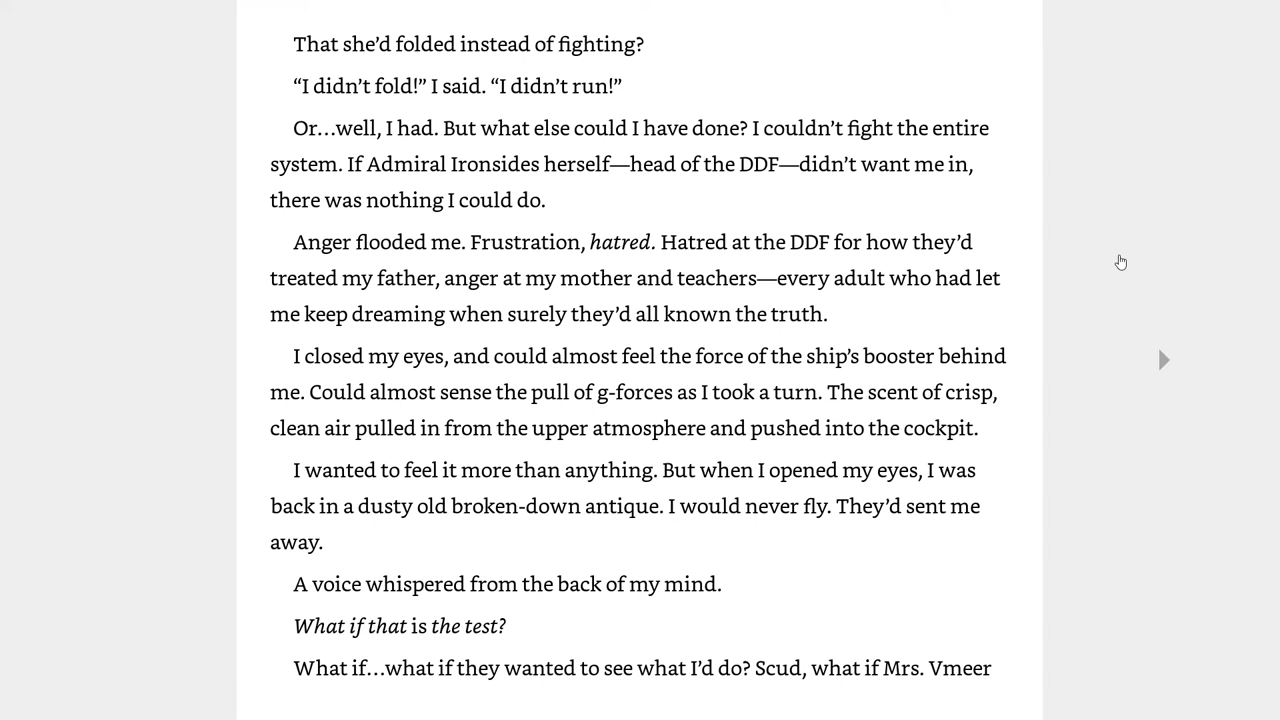 That she’d folded instead of fighting?
“I didn’t fold!” I said. “I didn’t run!”
Or…well, I had. But what else could I have done? I couldn’t fight the entire
system. If Admiral Ironsides herself—head of the DDF—didn’t want me in,
there was nothing I could do.
Anger flooded me. Frustration, hatred. Hatred at the DDF for how they’d
treated my father, anger at my mother and teachers—every adult who had let
me keep dreaming when surely they’d all known the truth.
I closed my eyes, and could almost feel the force of the ship’s booster behind
me. Could almost sense the pull of g-forces as I took a turn. The scent of crisp,
clean air pulled in from the upper atmosphere and pushed into the cockpit.
I wanted to feel it more than anything. But when I opened my eyes, I was
back in a dusty old broken-down antique. I would never fly. They’d sent me
away.
A voice whispered from the back of my mind.
What if that is the test?
What if…what if they wanted to see what I’d do? Scud, what if Mrs. Vmeer